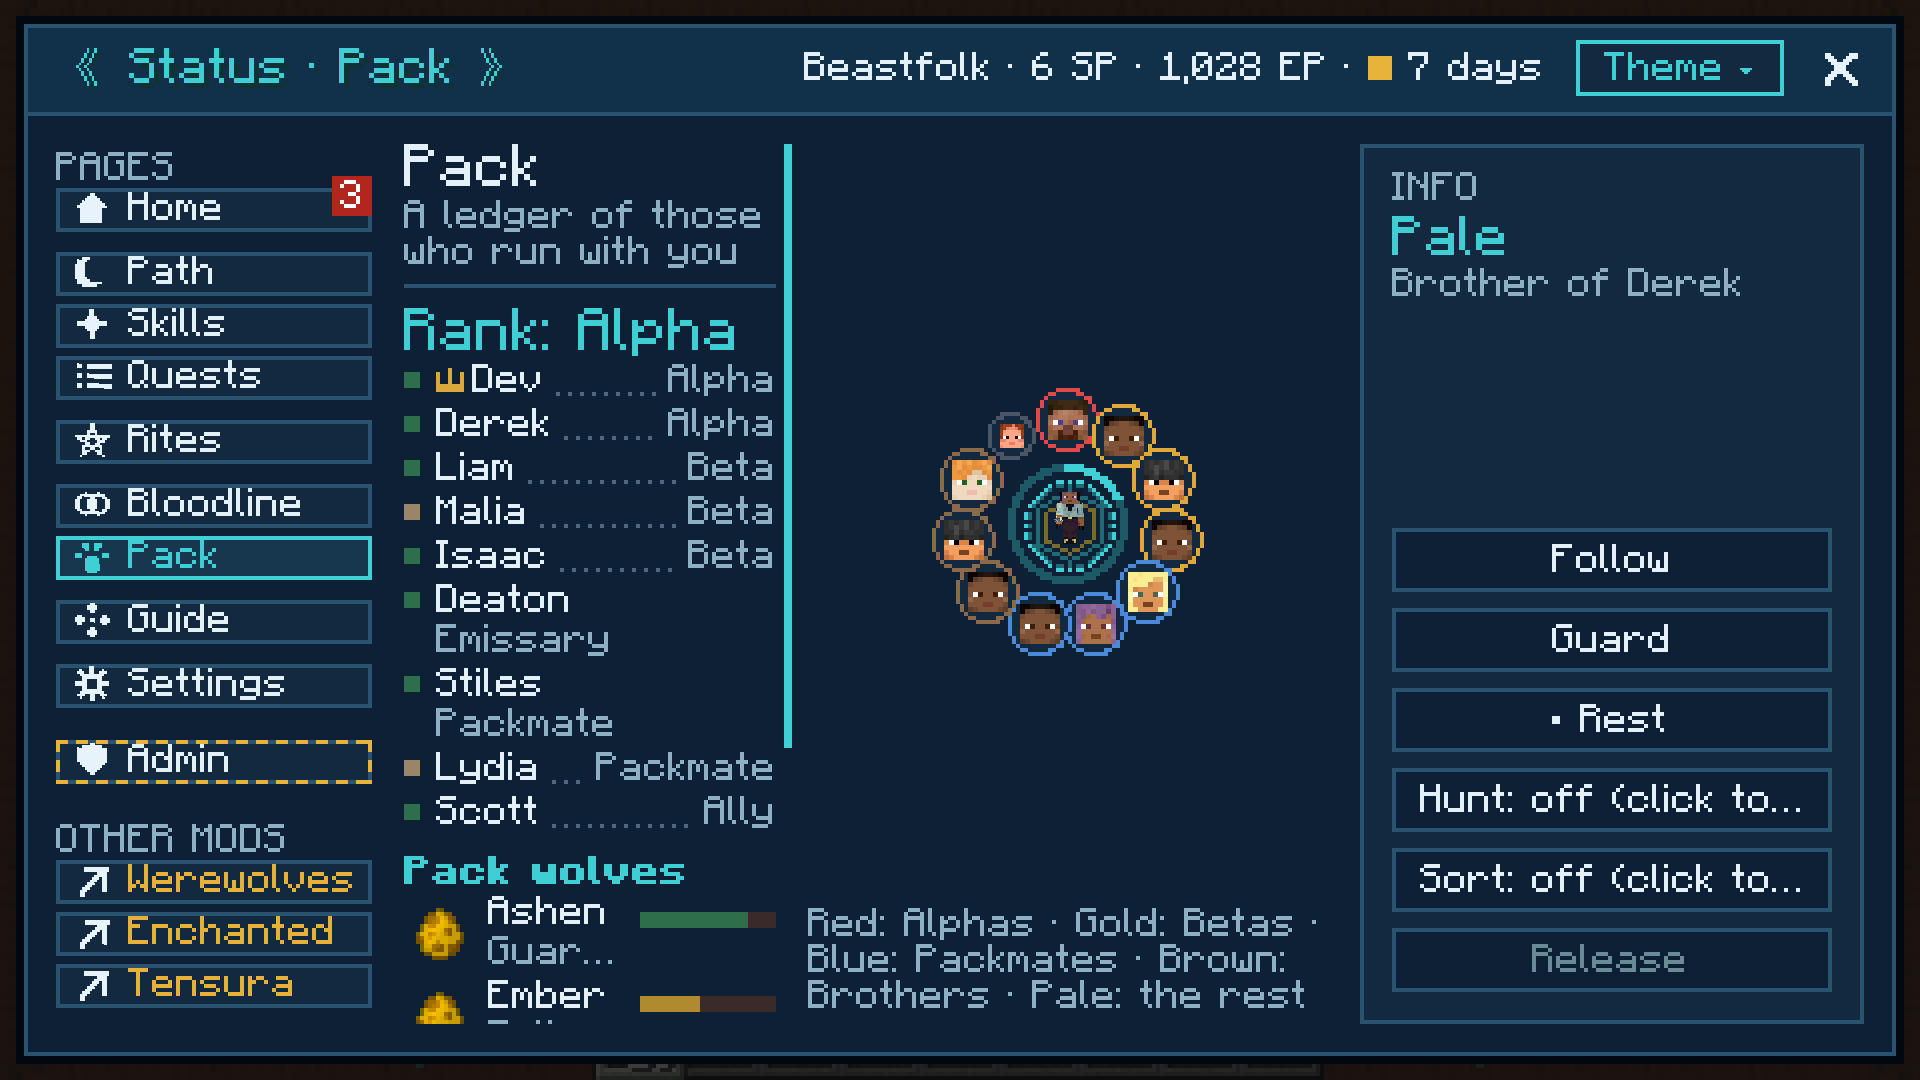 《 Status · Pack 》
Beastfolk · 6 SP · 1,028 EP · 7 days
Theme
PAGES
Home
3
Path
Skills
Quests
Rites
Bloodline
Pack
Guide
Settings
Admin
OTHER MODS
Werewolves
Enchanted
Tensura
Pack
A ledger of those
who run with you
Rank: Alpha
Dev ........ Alpha
Derek ....... Alpha
Liam ............ Beta
Malia ........... Beta
Isaac ......... Beta
Deaton
Emissary
Stiles
Packmate
Lydia ... Packmate
Scott ............ Ally
Pack wolves
Ashen
Guar...
Ember
Red: Alphas · Gold: Betas ·
Blue: Packmates · Brown:
Brothers · Pale: the rest
INFO
Pale
Brother of Derek
Follow
Guard
· Rest
Hunt: off (click to...
Sort: off (click to...
Release